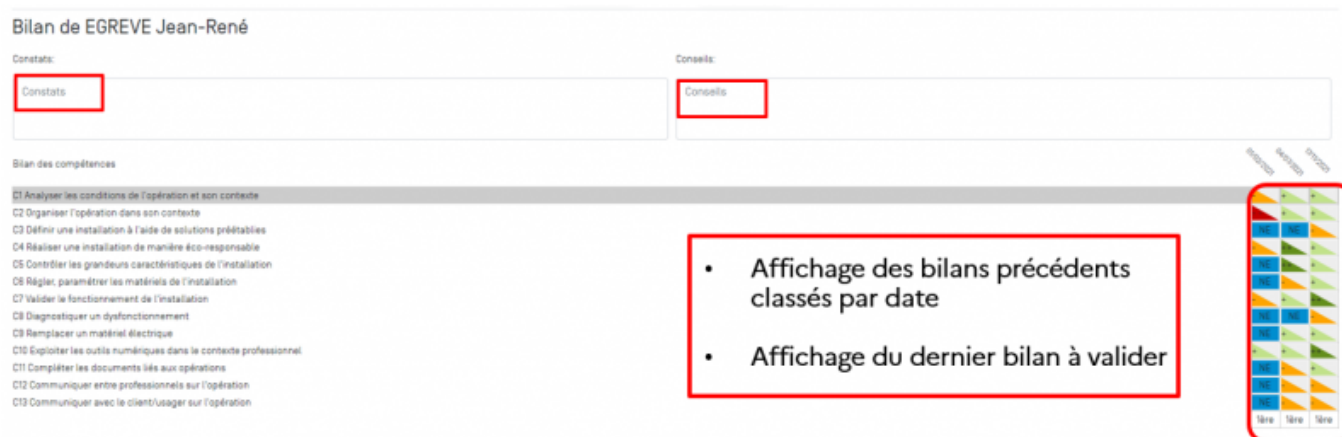 Bilan de EGREVE Jean-René
Constats:
Conseils:
Constats
Conseils
Bilan des compétences
C1 Analyser les conditions de l'opération et son contexte
C2 Organiser l'opération dans son contexte
C3 Définir une installation à l'aide de solutions préétablies
NE NE
C4 Réaliser une installation de manière éco-responsable
C5 Contrôler les grandeurs caractéristiques de l'installation
NE
C6 Régler, paramétrer les matériels de l'installation
NE
C7 Valider le fonctionnement de l'installation
C8 Diagnostiquer un dysfonctionnement
NE NE
C9 Remplacer un matériel électrique
NE
C10 Exploiter les outils numériques dans le contexte professionnel
C11 Compléter les documents liés aux opérations
NE
C12 Communiquer entre professionnels sur l'opération
NE
C13 Communiquer avec le client/usager sur l'opération
NE
1ère 1ère 1ère
• Affichage des bilans précédents
classés par date
• Affichage du dernier bilan à valider